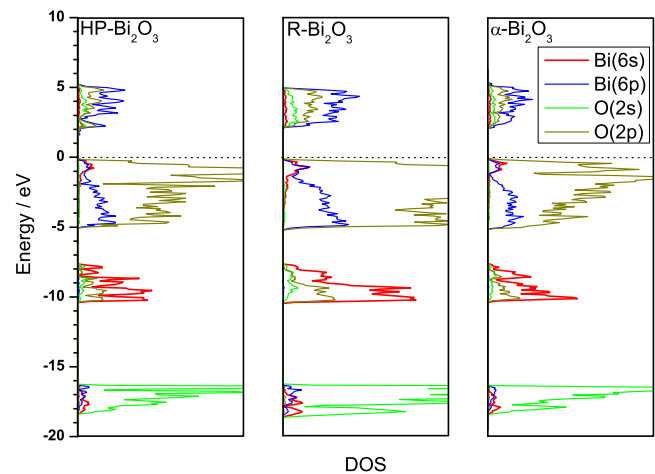 HP-Bi₂O₃
R-Bi₂O₃
α-Bi₂O₃
Bi(6s)
Bi(6p)
O(2s)
O(2p)
10
5
0
-5
-10
-15
-20
Energy / eV
DOS